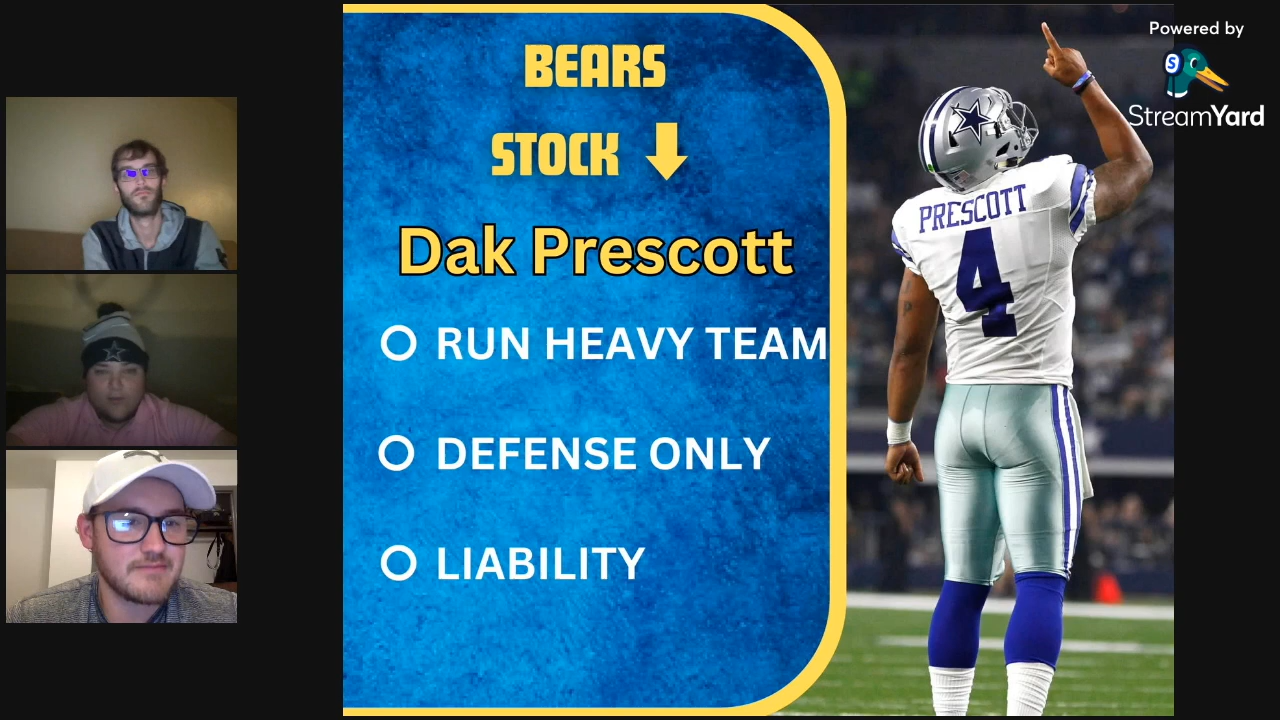 BEARS
STOCK
Dak Prescott
RUN HEAVY TEAM
DEFENSE ONLY
LIABILITY
PRESCOTT
4
Powered by
S
StreamYard